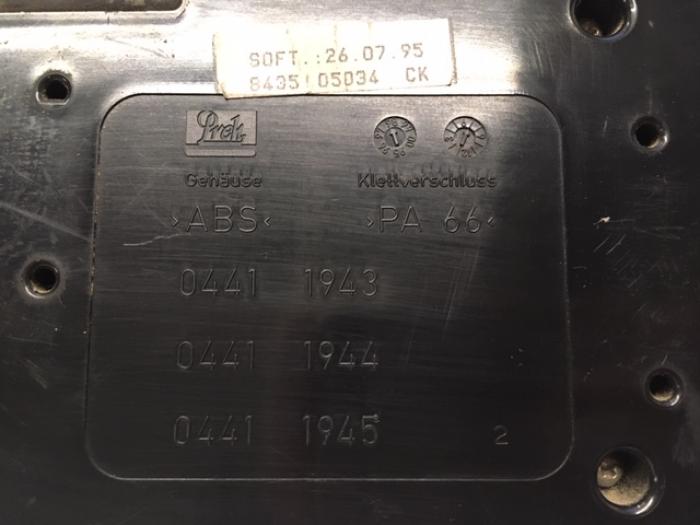 SOFT.:26.07.95
8435 05034 CK
Preh
Gehäuse Klettverschluss
>ABS< >PA 66<
0441 1943
0441 1944
0441 1945 2